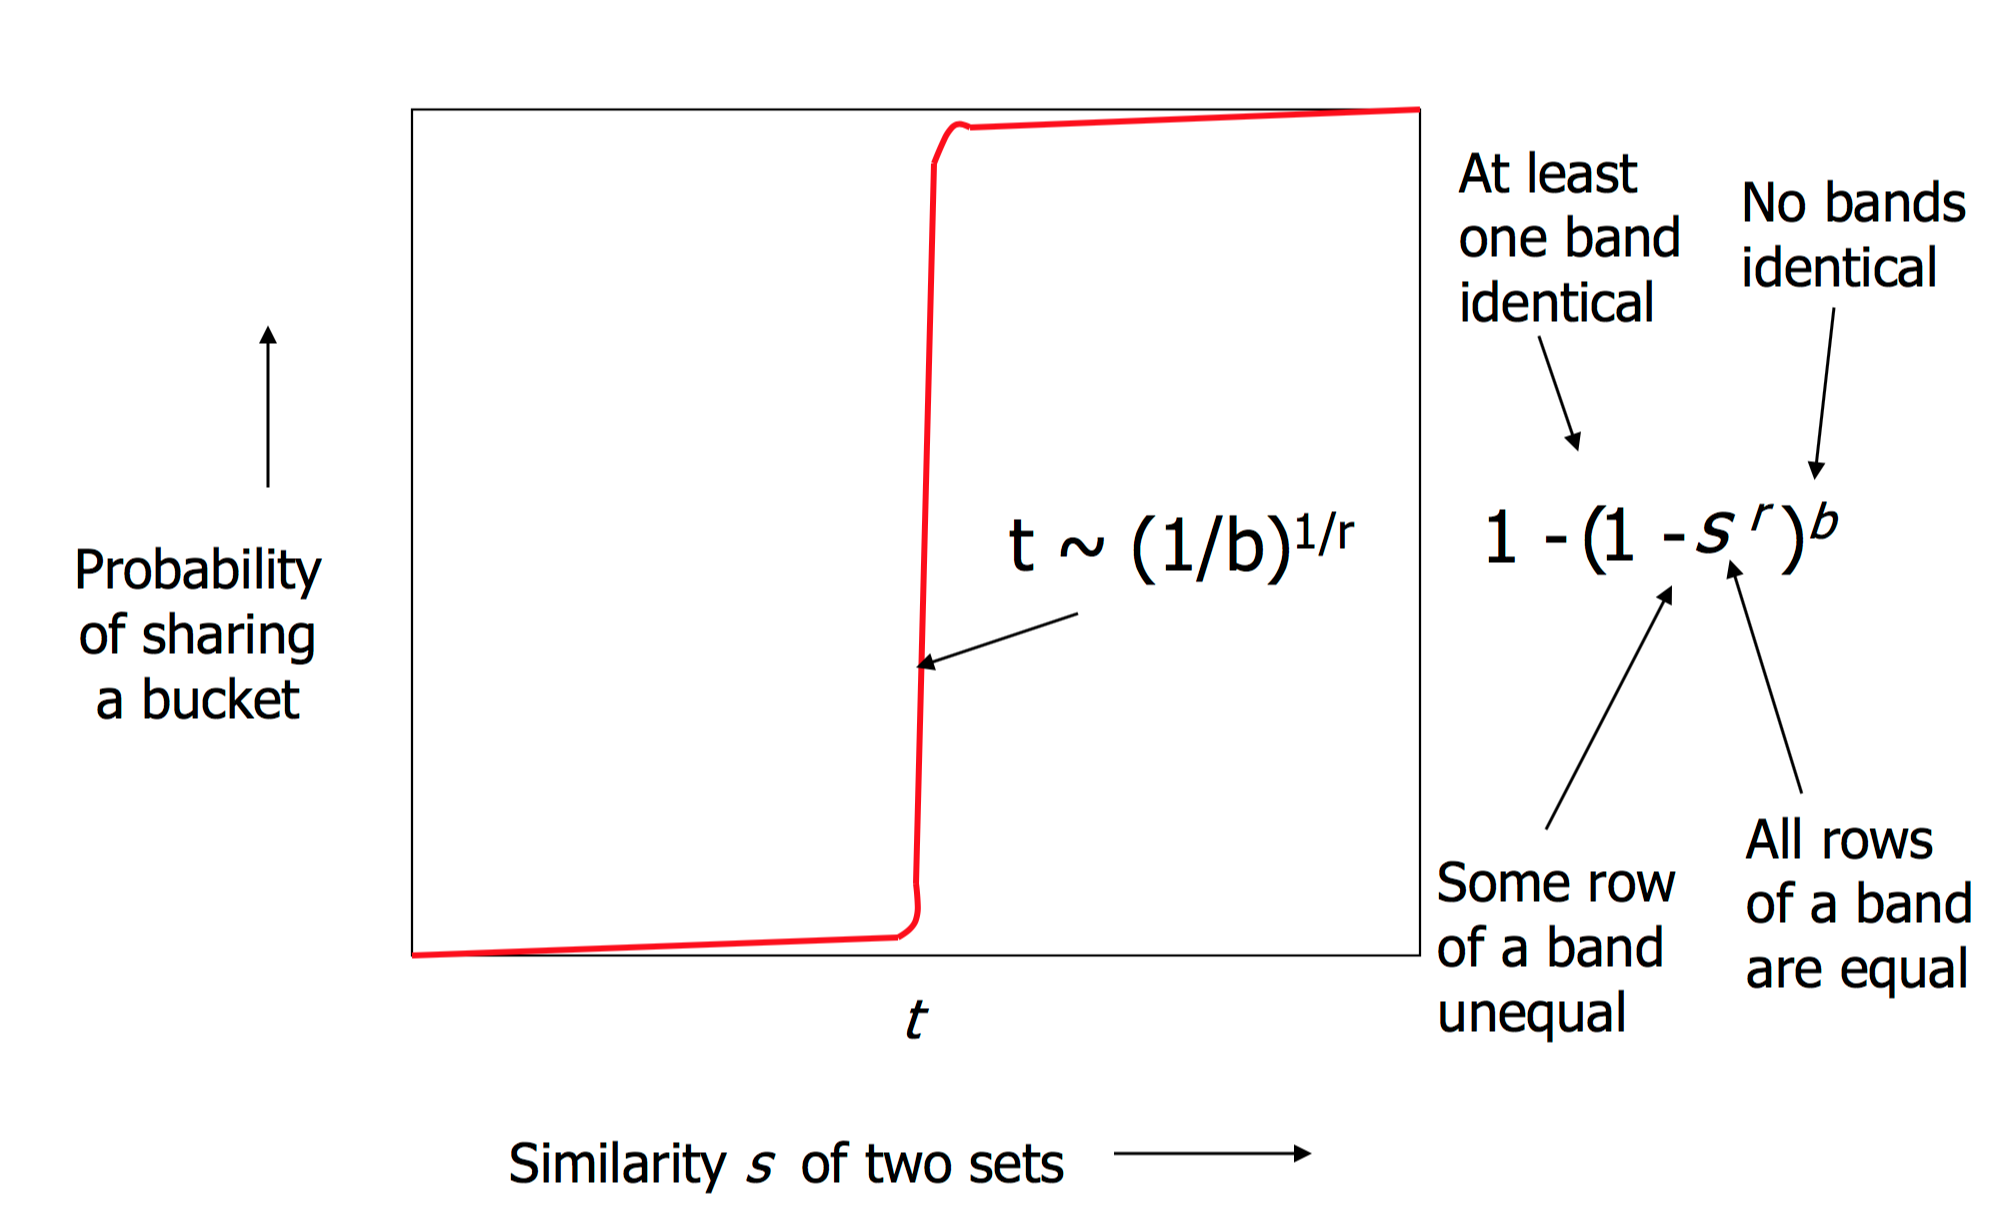 Probability
of sharing
a bucket
t ~ (1/b)^{1/r}
t
Similarity s of two sets
At least
one band
identical
No bands
identical
1 - (1 - s^r)^b
Some row
of a band
unequal
All rows
of a band
are equal